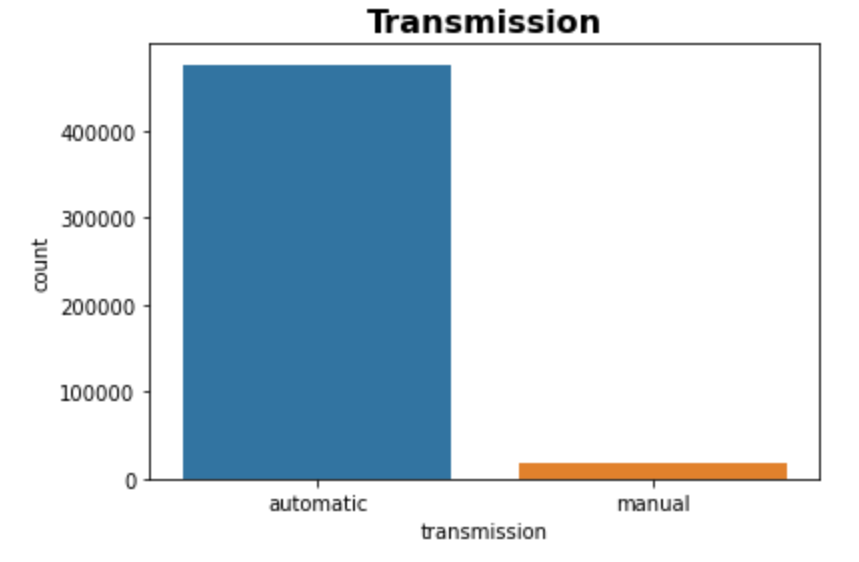 Transmission
400000
300000
200000
100000
0
count
automatic manual
transmission